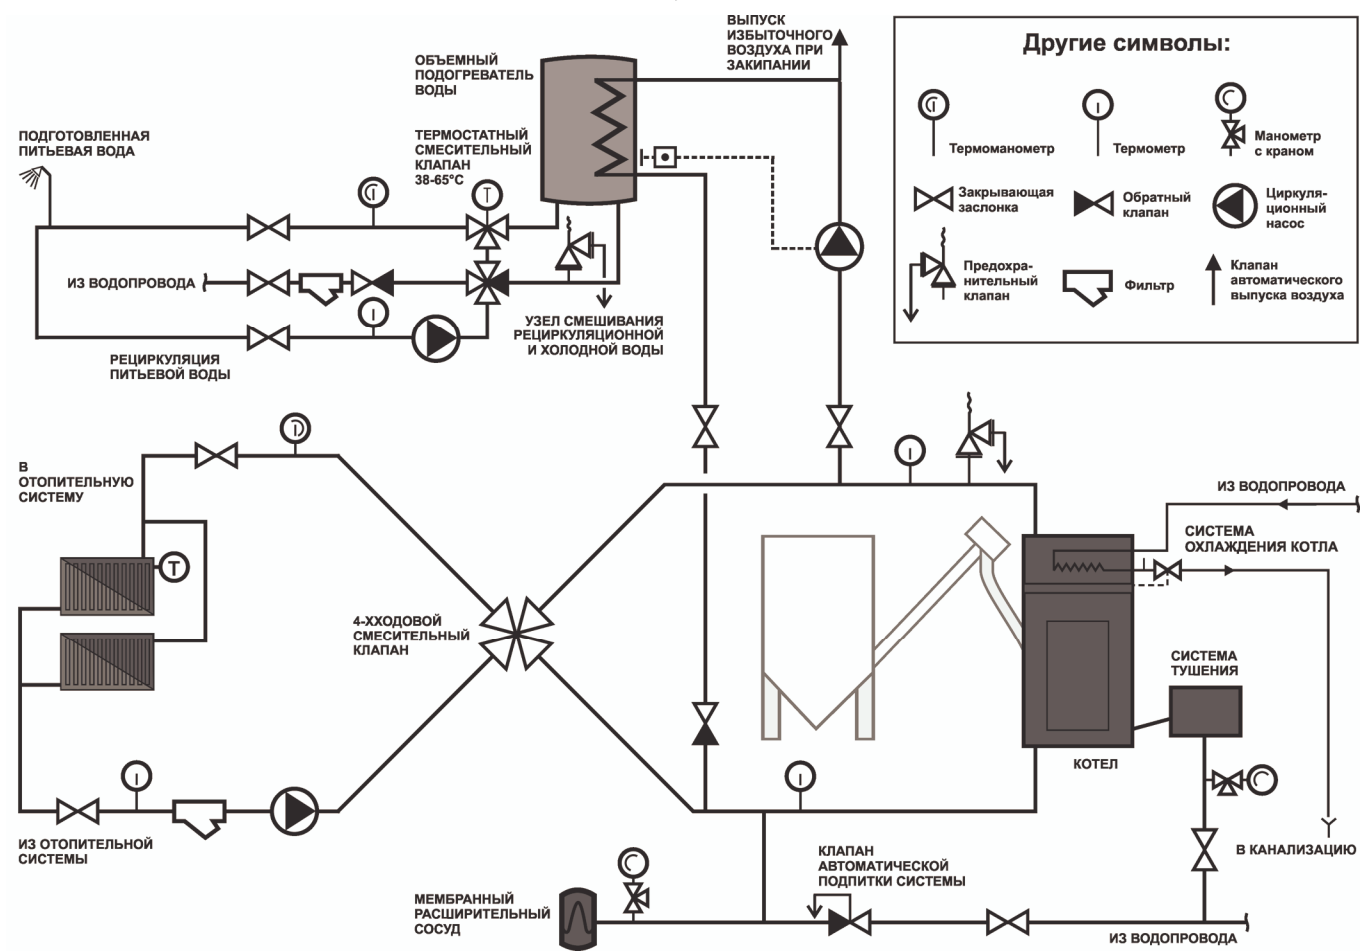 ВЫПУСК
ИЗБЫТОЧНОГО
ВОЗДУХА ПРИ
ЗАКИПАНИИ
Другие символы:
Термоманометр
Термометр
Манометр
с краном
Закрывающая
заслонка
Обратный
клапан
Циркуля-
ционный
насос
Предохра-
нительный
клапан
Фильтр
Клапан
автоматического
выпуска воздуха
ОБЪЕМНЫЙ
ПОДОГРЕВАТЕЛЬ
ВОДЫ
ПОДГОТОВЛЕННАЯ
ПИТЬЕВАЯ ВОДА
ТЕРМОСТАТНЫЙ
СМЕСИТЕЛЬНЫЙ
КЛАПАН
38-65°C
T
ИЗ ВОДОПРОВОДА
УЗЕЛ СМЕШИВАНИЯ
РЕЦИРКУЛЯЦИОННОЙ
И ХОЛОДНОЙ ВОДЫ
РЕЦИРКУЛЯЦИЯ
ПИТЬЕВОЙ ВОДЫ
В
ОТОПИТЕЛЬНУЮ
СИСТЕМУ
T
4-ХХОДОВОЙ
СМЕСИТЕЛЬНЫЙ
КЛАПАН
ИЗ ВОДОПРОВОДА
СИСТЕМА
ОХЛАЖДЕНИЯ КОТЛА
СИСТЕМА
ТУШЕНИЯ
КОТЕЛ
ИЗ ОТОПИТЕЛЬНОЙ
СИСТЕМЫ
В КАНАЛИЗАЦИЮ
КЛАПАН
АВТОМАТИЧЕСКОЙ
ПОДПИТКИ СИСТЕМЫ
МЕМБРАННЫЙ
РАСШИРИТЕЛЬНЫЙ
СОСУД
ИЗ ВОДОПРОВОДА